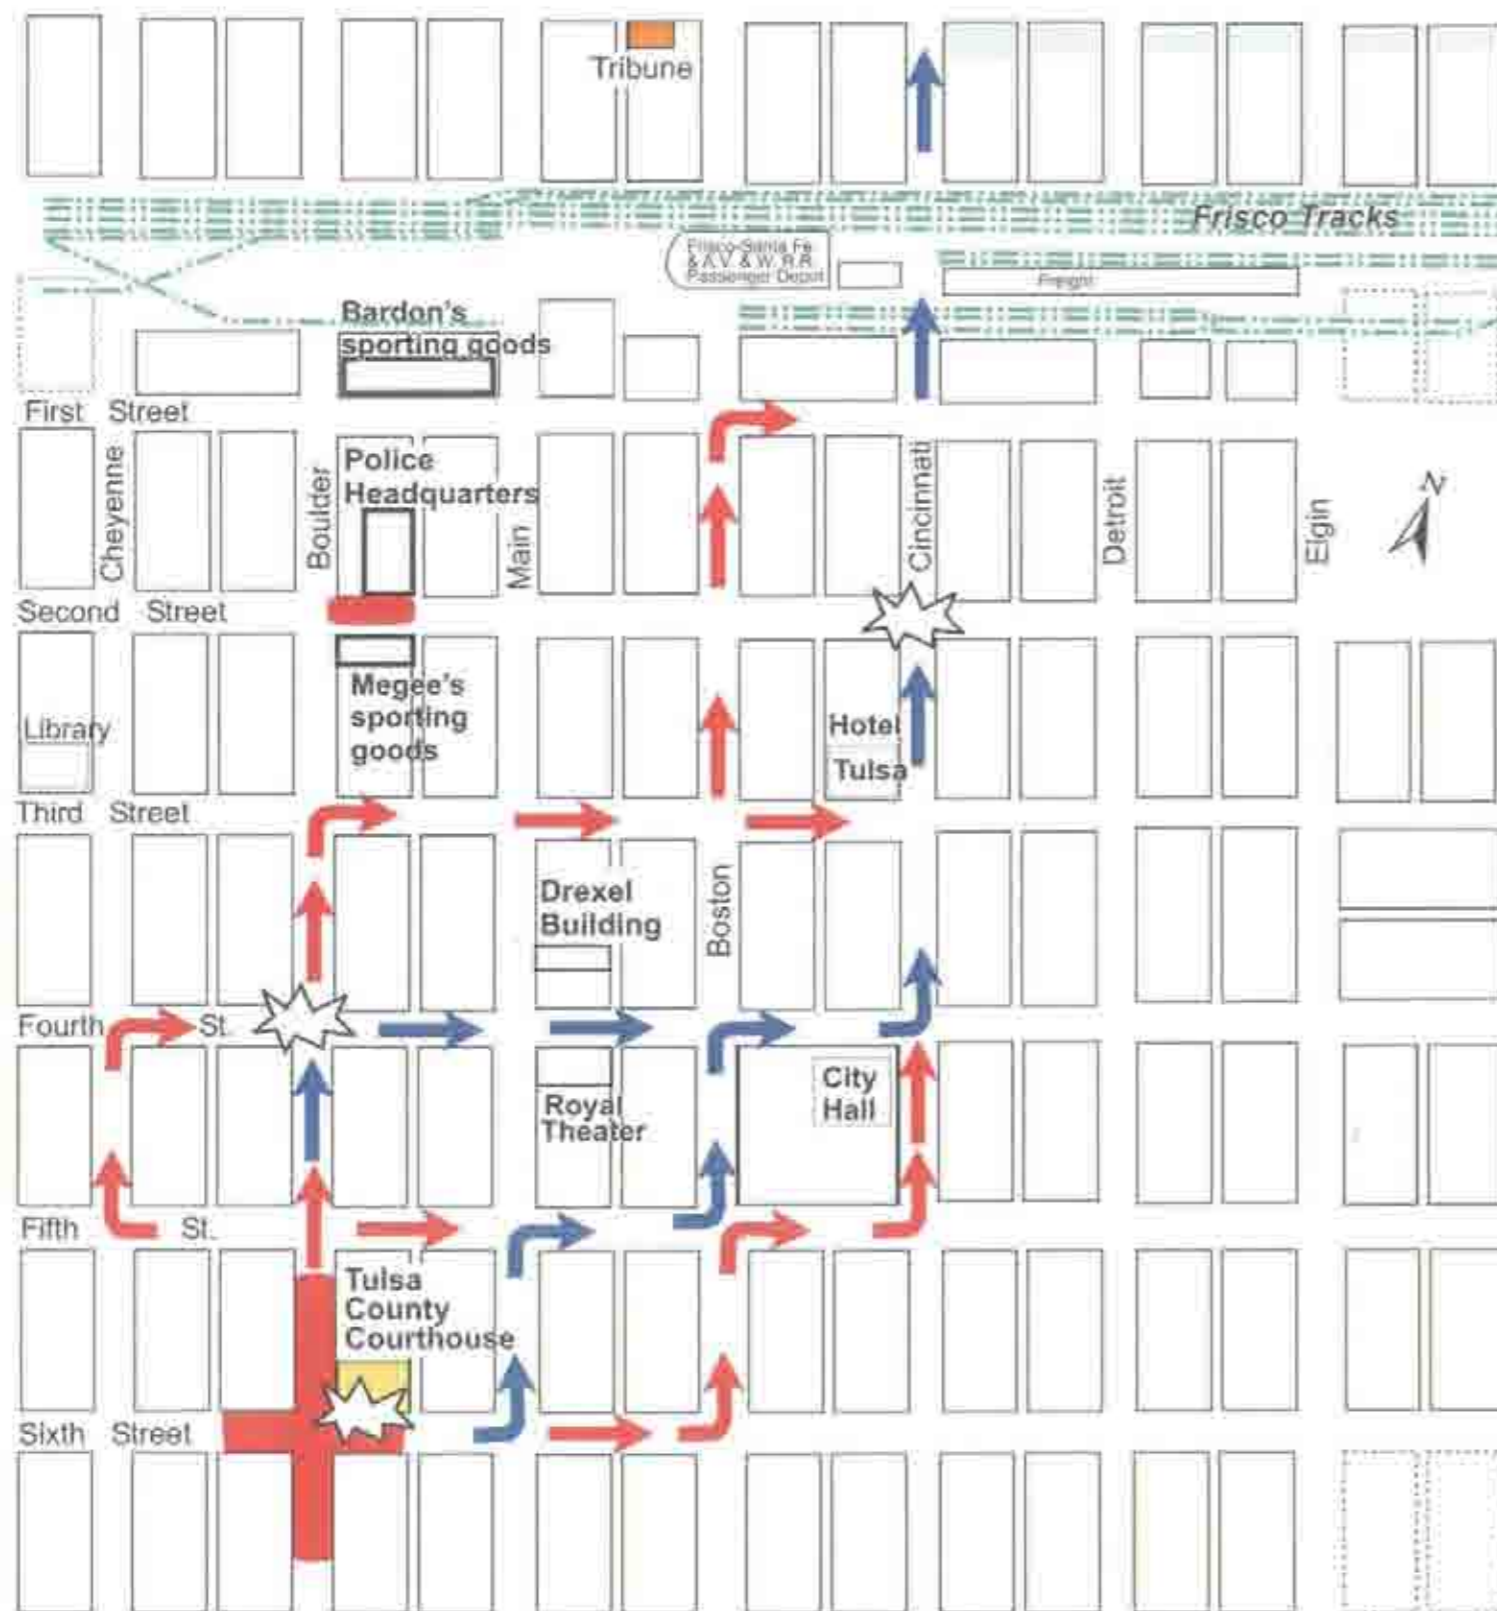 Tribune
Frisco Tracks
Frisco-Santa Fe
& A.V. & W. R.R.
Passenger Depot
Freight
Bardon's
sporting goods
First Street
Cheyenne
Boulder
Police
Headquarters
Main
Cincinnati
Detroit
Elgin
N
Second Street
Megee's
sporting
goods
Library
Hotel
Tulsa
Third Street
Drexel
Building
Boston
Fourth St.
City
Hall
Royal
Theater
Fifth St.
Tulsa
County
Courthouse
Sixth Street